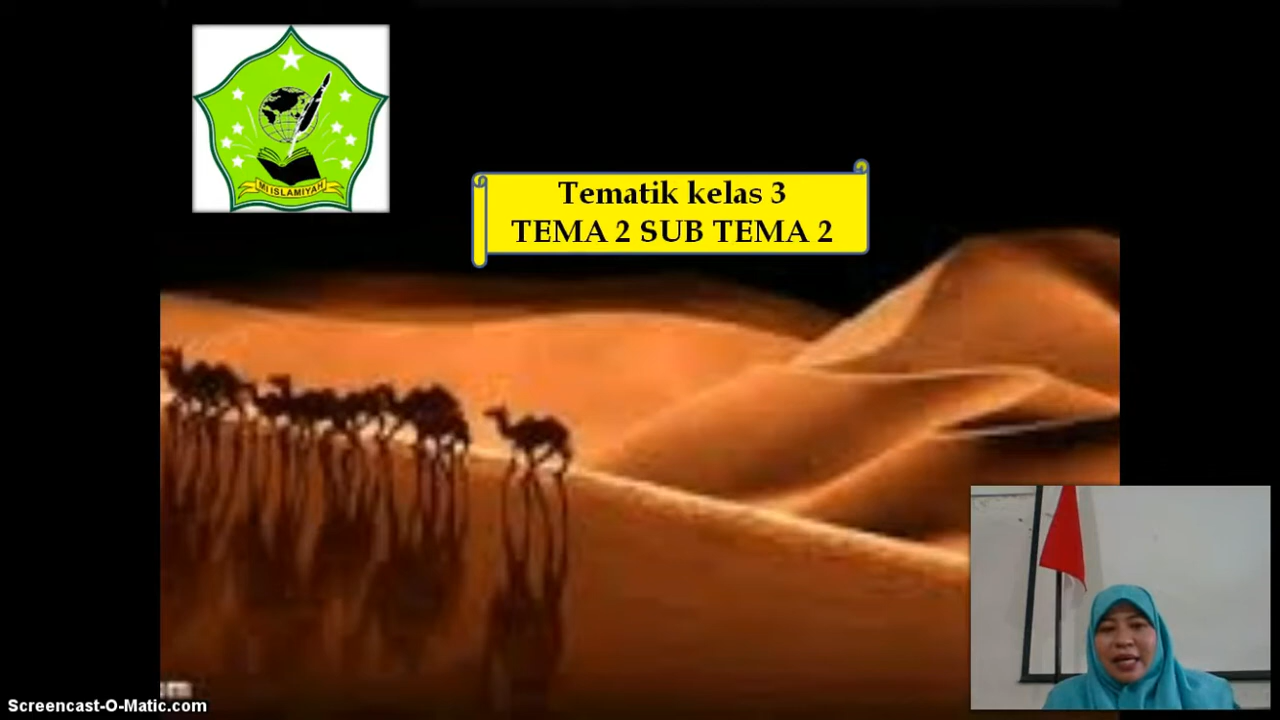 MI ISLAMIYAH
Tematik kelas 3
TEMA 2 SUB TEMA 2
Screencast-O-Matic.com